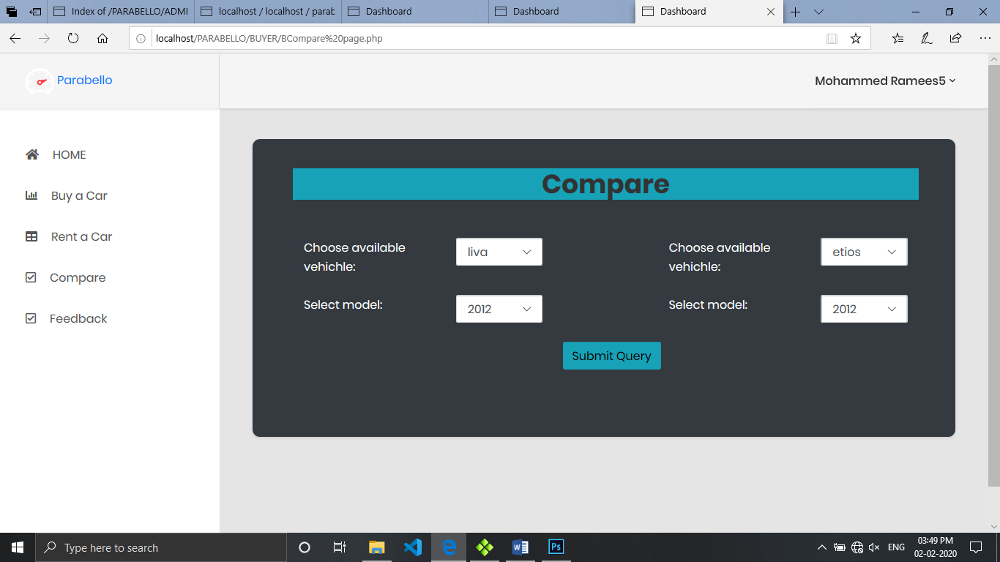 Index of /PARABELLO/ADMI
localhost / localhost / parab
Dashboard
Dashboard
Dashboard
localhost/PARABELLO/BUYER/BCompare%20page.php
Parabello
Mohammed Ramees5
HOME
Buy a Car
Rent a Car
Compare
Feedback
Compare
Choose available
vehichle:
liva
Choose available
vehichle:
etios
Select model:
2012
Select model:
2012
Submit Query
Type here to search
W
Ps
ENG
03:49 PM
02-02-2020